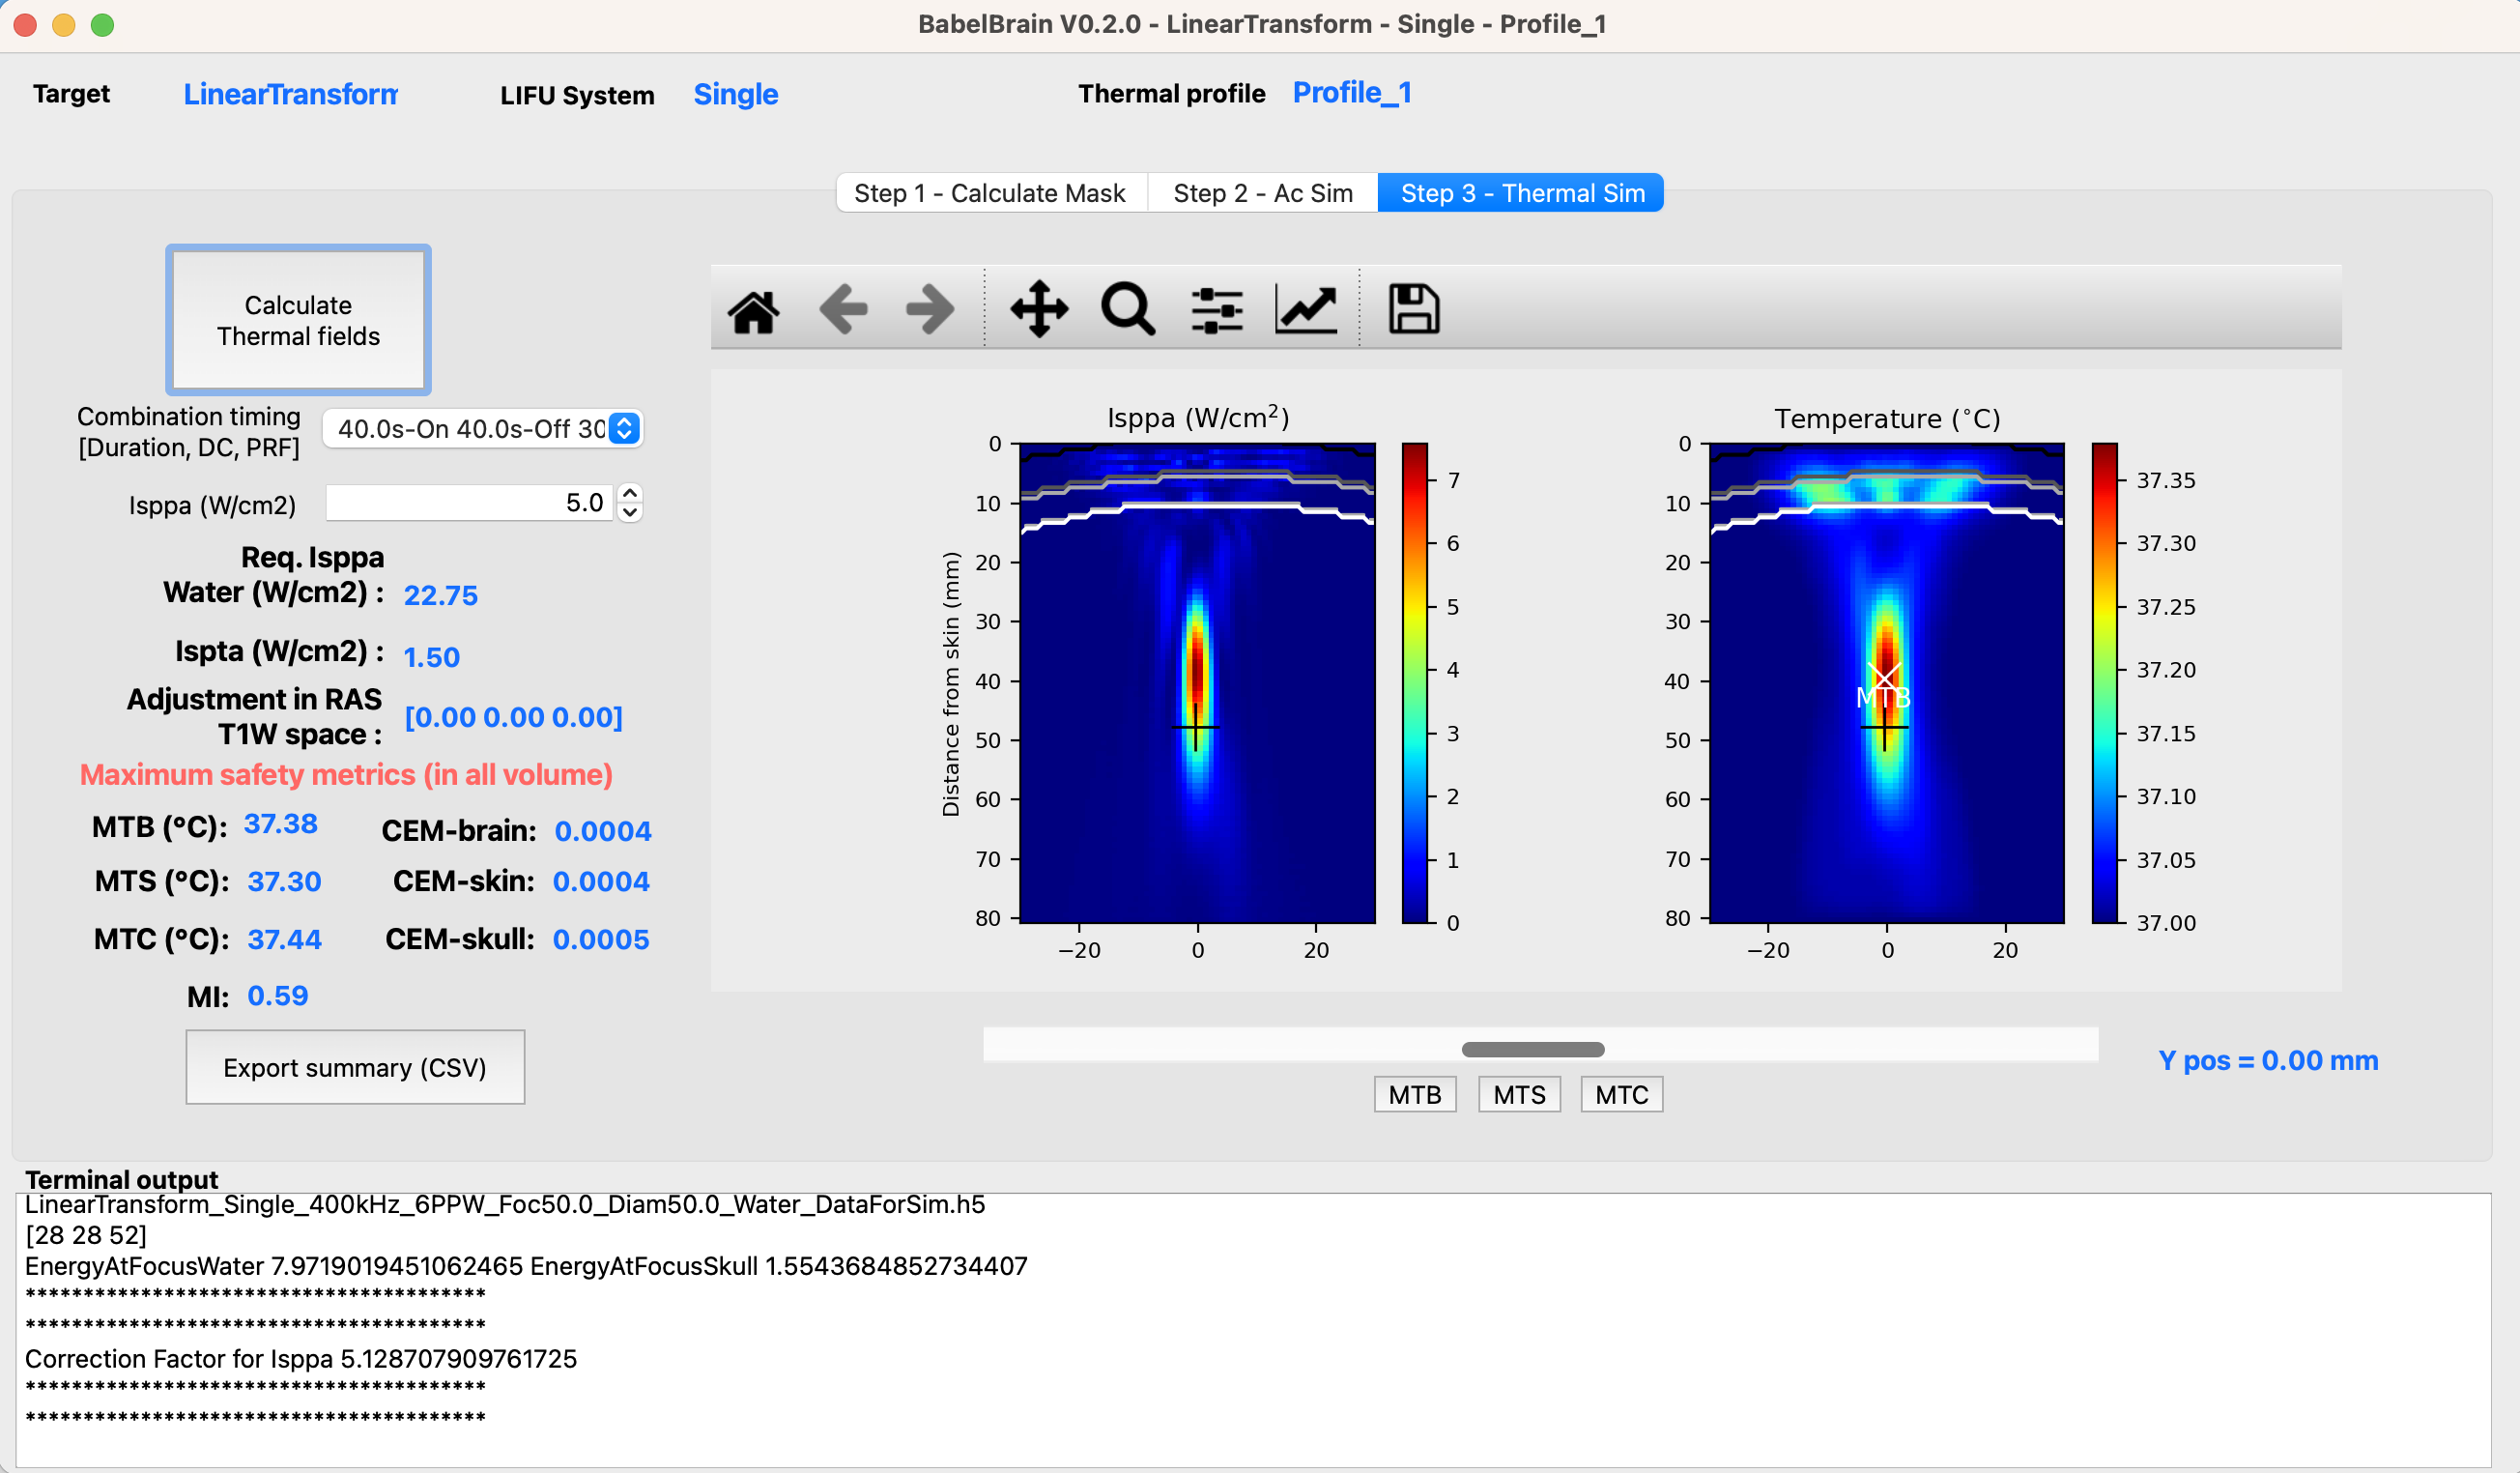 BabelBrain V0.2.0 - LinearTransform - Single - Profile_1
Target LinearTransform LIFU System Single Thermal profile Profile_1
Step 1 - Calculate Mask Step 2 - Ac Sim Step 3 - Thermal Sim
Calculate
Thermal fields
Combination timing
[Duration, DC, PRF]
40.0s-On 40.0s-Off 30
Isppa (W/cm2) 5.0
Req. Isppa
Water (W/cm2) : 22.75
Ispta (W/cm2) : 1.50
Adjustment in RAS
T1W space :
[0.00 0.00 0.00]
Maximum safety metrics (in all volume)
MTB (°C): 37.38 CEM-brain: 0.0004
MTS (°C): 37.30 CEM-skin: 0.0004
MTC (°C): 37.44 CEM-skull: 0.0005
MI: 0.59
Export summary (CSV)
Isppa (W/cm²)
Distance from skin (mm)
0
10
20
30
40
50
60
70
80
−20 0 20
7
6
5
4
3
2
1
0
Temperature (°C)
0
10
20
30
40
50
60
70
80
−20 0 20
MTB
37.35
37.30
37.25
37.20
37.15
37.10
37.05
37.00
Y pos = 0.00 mm
MTB MTS MTC
Terminal output
LinearTransform_Single_400kHz_6PPW_Foc50.0_Diam50.0_Water_DataForSim.h5
[28 28 52]
EnergyAtFocusWater 7.9719019451062465 EnergyAtFocusSkull 1.5543684852734407
****************************************
****************************************
Correction Factor for Isppa 5.128707909761725
****************************************
****************************************